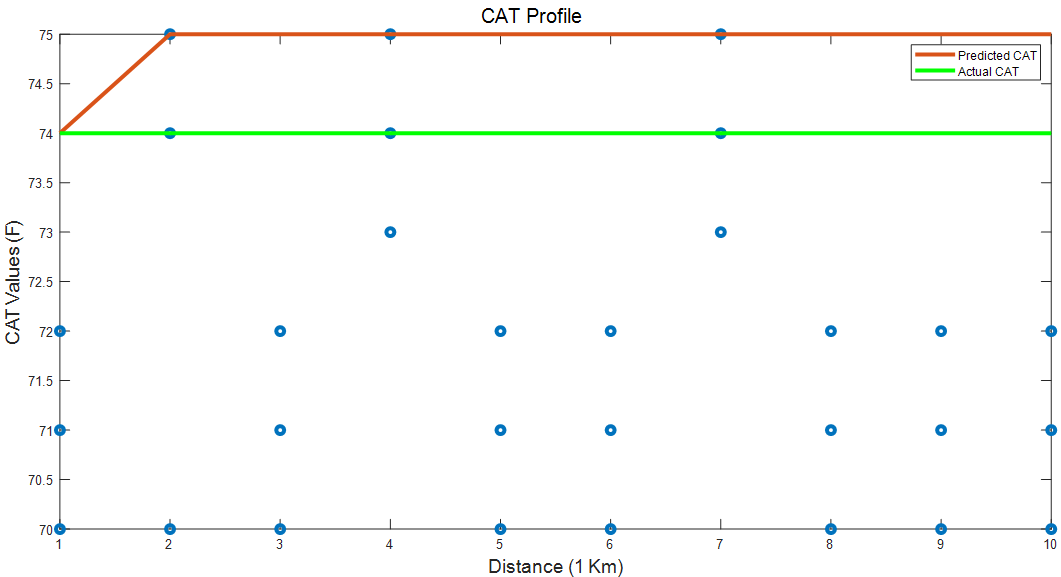 CAT Profile
Predicted CAT
Actual CAT
75
74.5
74
73.5
73
72.5
72
71.5
71
70.5
70
CAT Values (F)
1 2 3 4 5 6 7 8 9 10
Distance (1 Km)